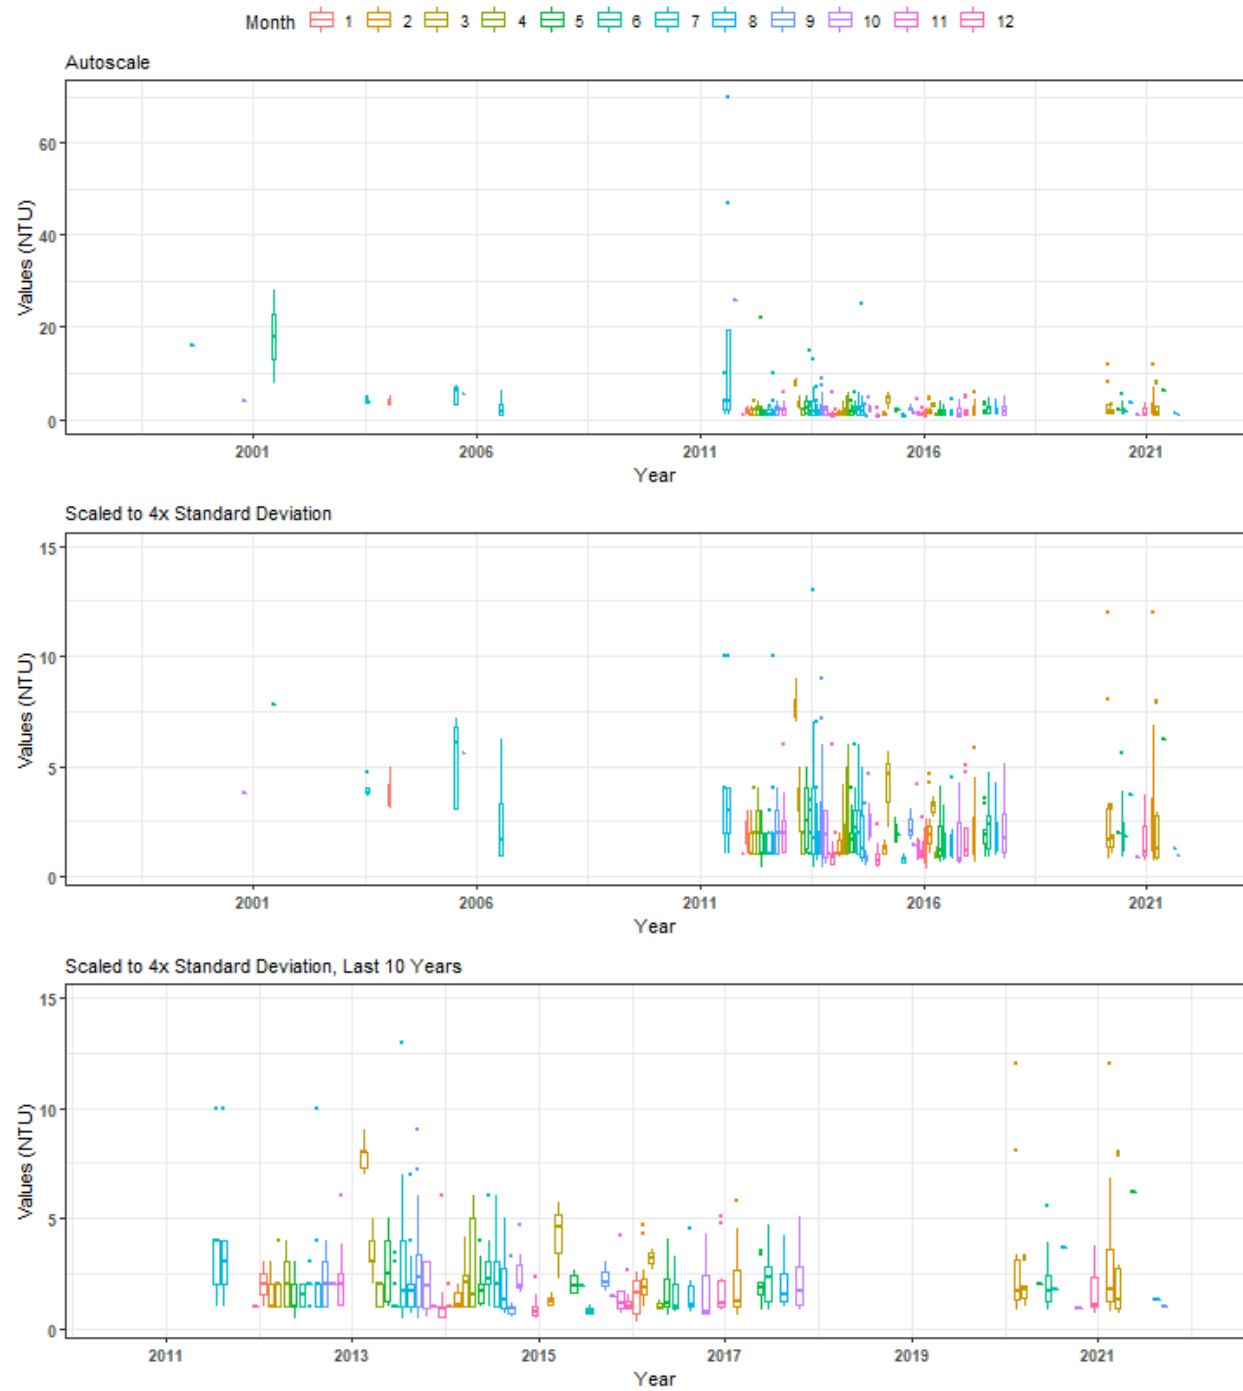 Month 1 2 3 4 5 6 7 8 9 10 11 12
Autoscale
Values (NTU)
60
40
20
0
2001 2006 2011 2016 2021
Year
Scaled to 4x Standard Deviation
Values (NTU)
15
10
5
0
2001 2006 2011 2016 2021
Year
Scaled to 4x Standard Deviation, Last 10 Years
Values (NTU)
15
10
5
0
2011 2013 2015 2017 2019 2021
Year